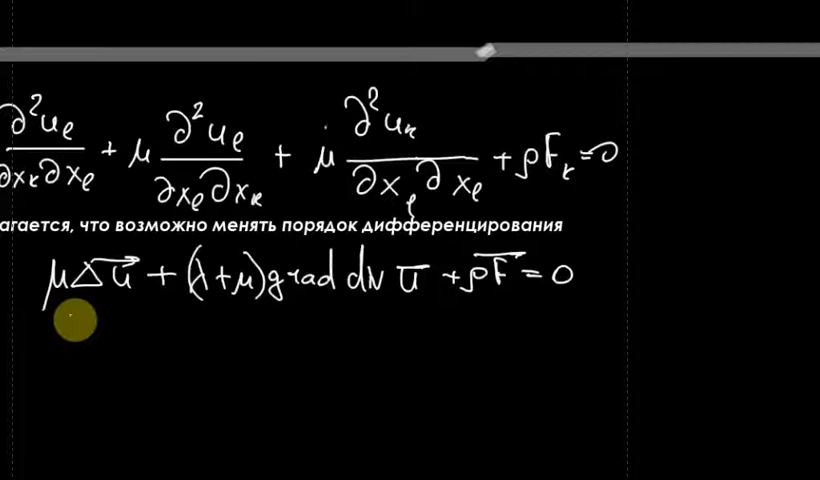 ∂²u_ℓ/∂x_k∂x_ℓ + μ ∂²u_ℓ/∂x_ℓ∂x_k + μ ∂²u_k/∂x_ℓ∂x_ℓ + ρF_k = 0
агается, что возможно менять порядок дифференцирования
μΔu⃗ + (λ+μ)grad div u̅ + ρF̅ = 0